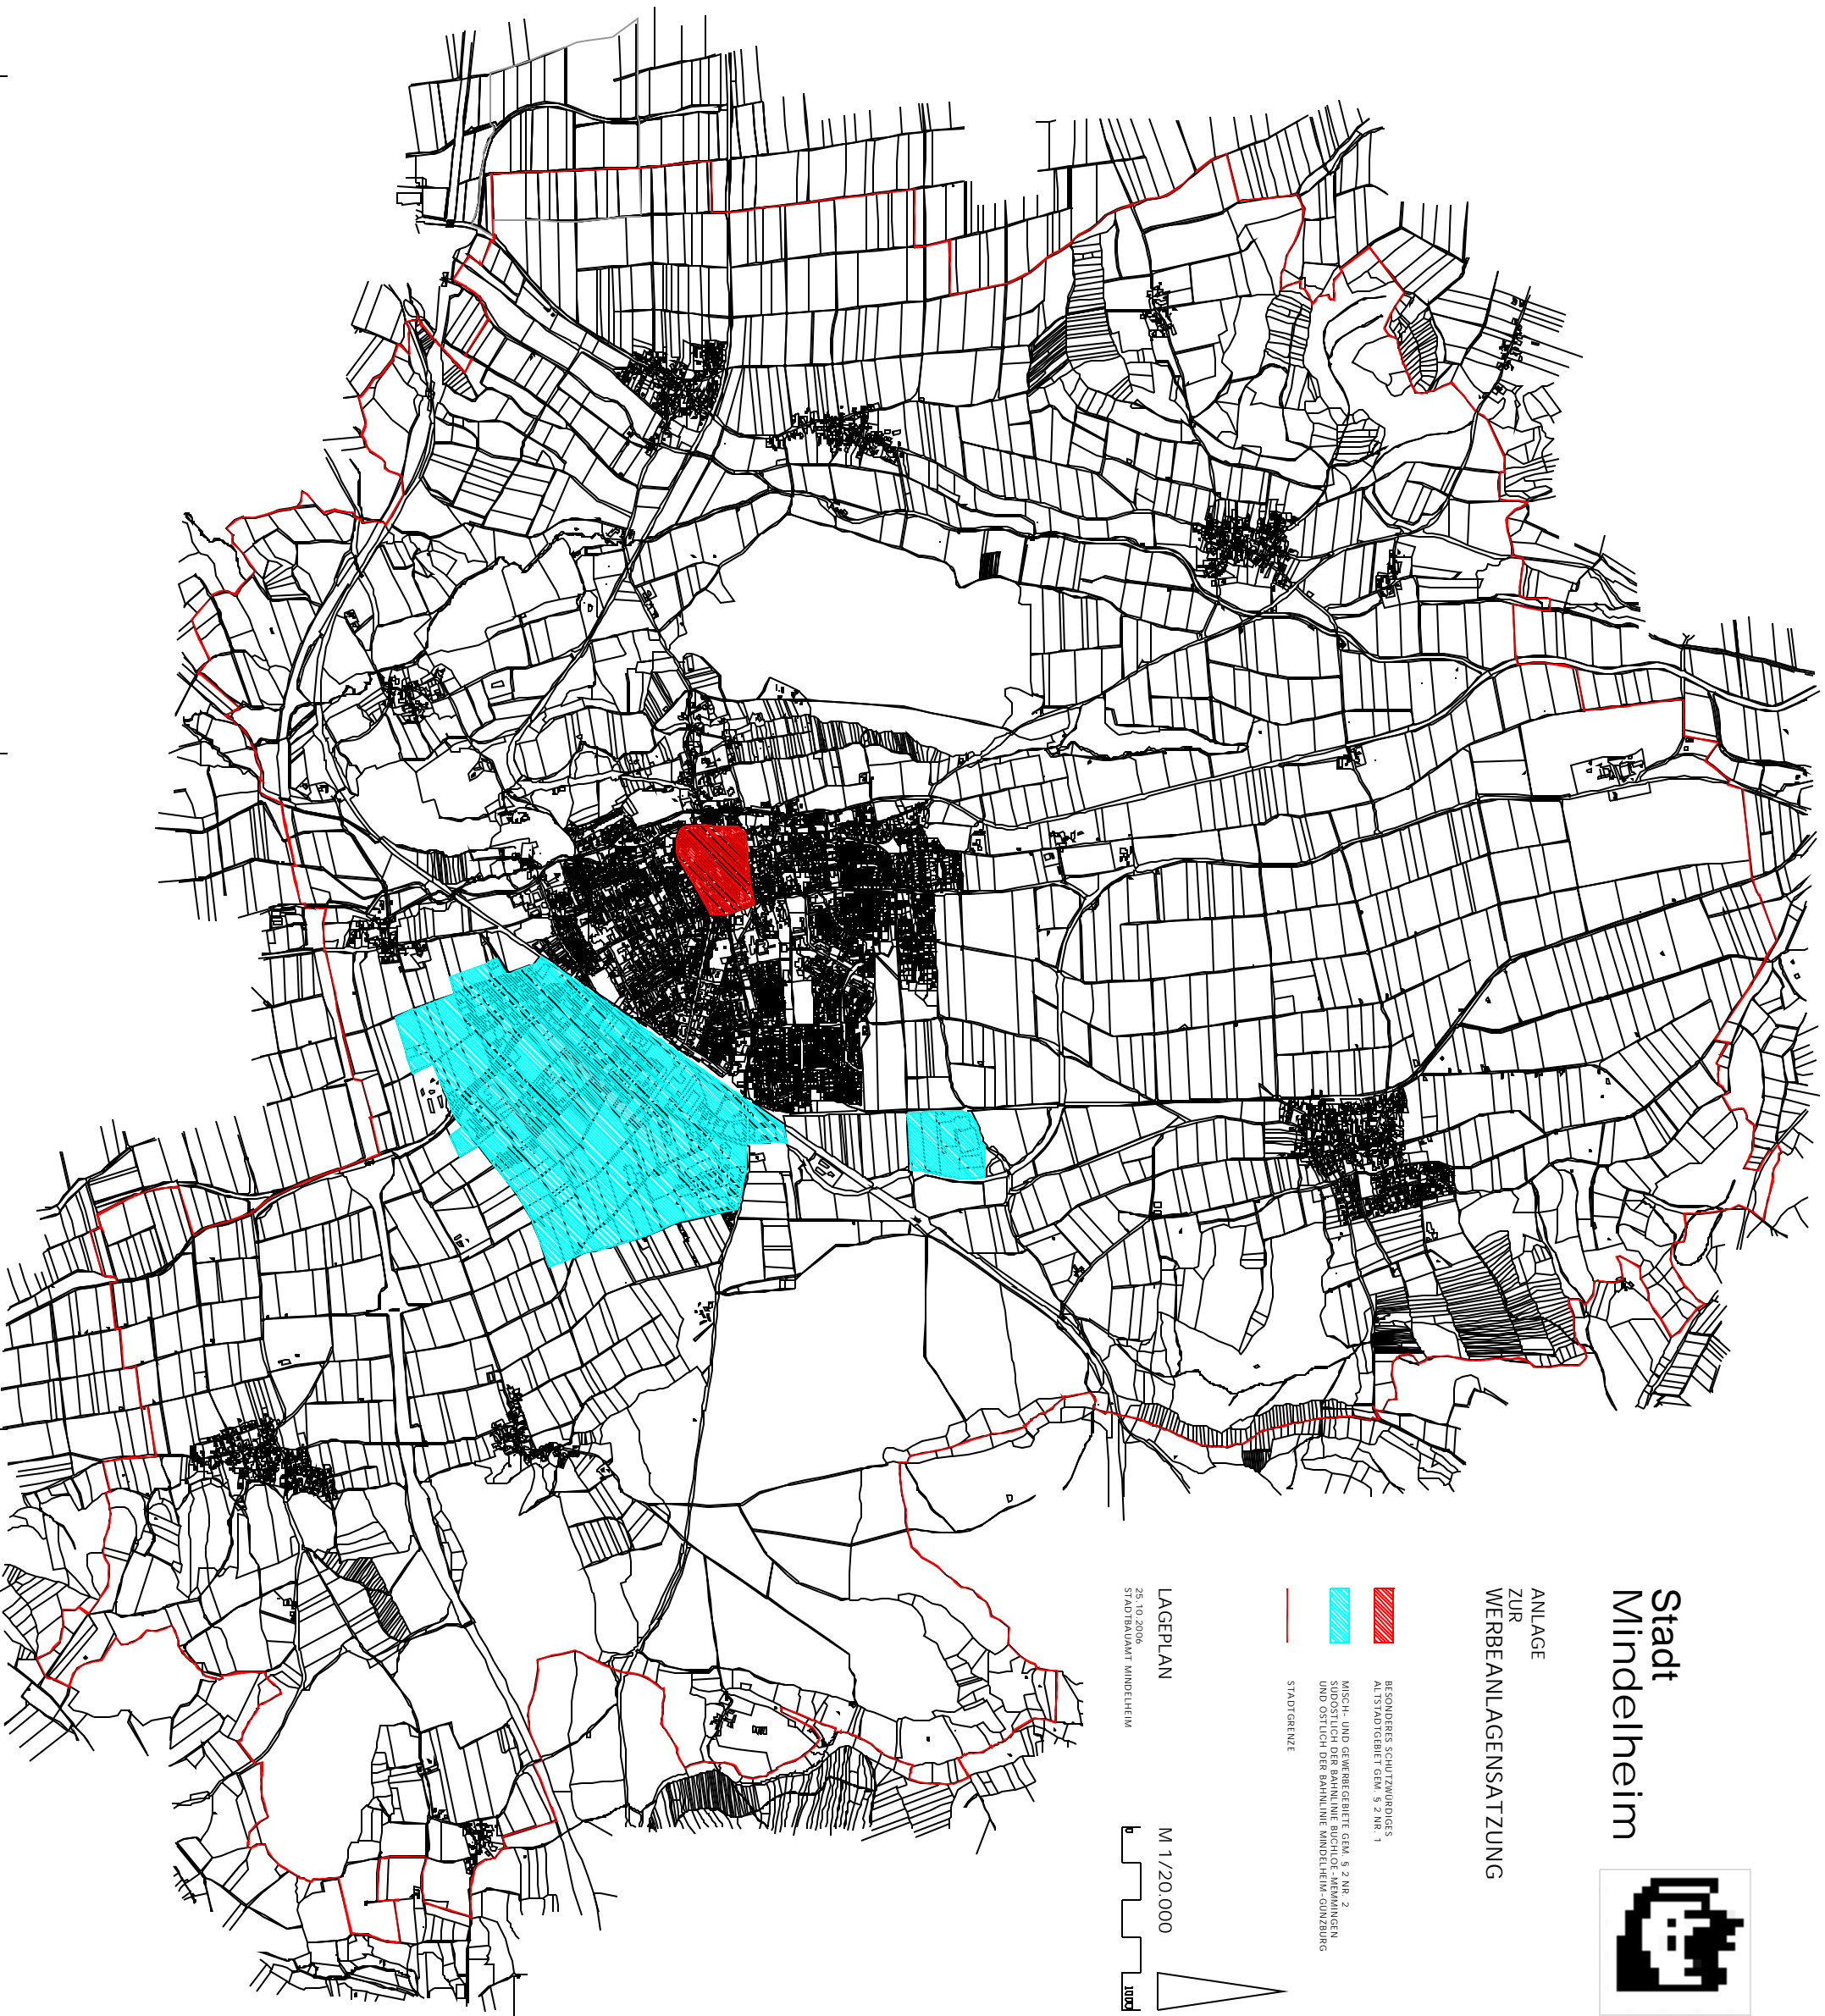 Stadt
Mindelheim
ANLAGE
ZUR
WERBEANLAGENSATZUNG
BESONDERES SCHUTZWÜRDIGES
ALTSTADTGEBIET GEM. § 2 NR. 1
MISCH- UND GEWERBEGEBIETE GEM. § 2 NR. 2
SÜDÖSTLICH DER BAHNLINIE BUCHLOE-MEMMINGEN
UND ÖSTLICH DER BAHNLINIE MINDELHEIM-GÜNZBURG
STADTGRENZE
LAGEPLAN
25.10.2006
STADTBAUAMT MINDELHEIM
M 1/20.000
0
1000